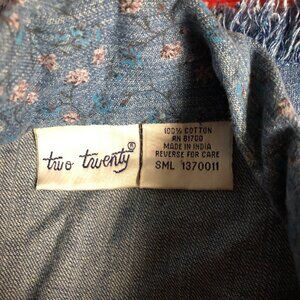 two twenty®
100% COTTON
RN 81700
MADE IN INDIA
REVERSE FOR CARE
SML 1370011